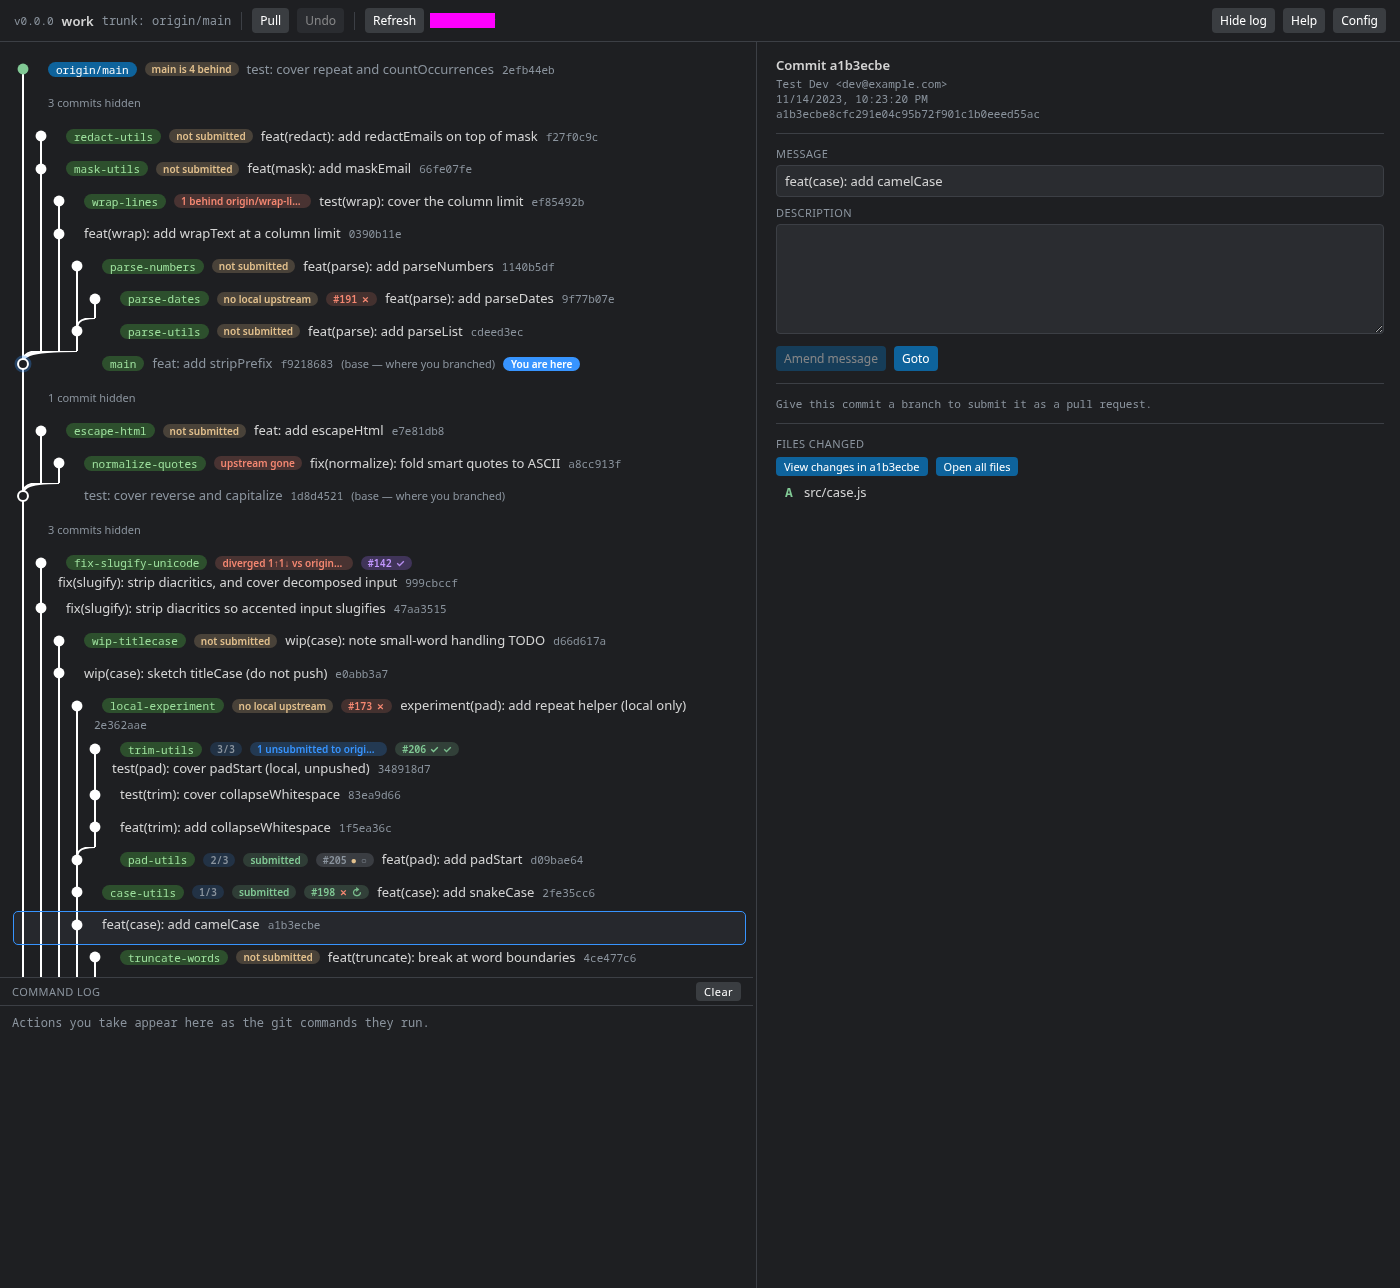 v0.0.0 work trunk: origin/main Pull Undo Refresh Hide log Help Config
origin/main main is 4 behind test: cover repeat and countOccurrences 2efb44eb
3 commits hidden
redact-utils not submitted feat(redact): add redactEmails on top of mask f27f0c9c
mask-utils not submitted feat(mask): add maskEmail 66fe07fe
wrap-lines 1 behind origin/wrap-li... test(wrap): cover the column limit ef85492b
feat(wrap): add wrapText at a column limit 0390b11e
parse-numbers not submitted feat(parse): add parseNumbers 1140b5df
parse-dates no local upstream #191 × feat(parse): add parseDates 9f77b07e
parse-utils not submitted feat(parse): add parseList cdeed3ec
main feat: add stripPrefix f9218683 (base — where you branched) You are here
1 commit hidden
escape-html not submitted feat: add escapeHtml e7e81db8
normalize-quotes upstream gone fix(normalize): fold smart quotes to ASCII a8cc913f
test: cover reverse and capitalize 1d8d4521 (base — where you branched)
3 commits hidden
fix-slugify-unicode diverged 1↑1↓ vs origin... #142 ✓
fix(slugify): strip diacritics, and cover decomposed input 999cbccf
fix(slugify): strip diacritics so accented input slugifies 47aa3515
wip-titlecase not submitted wip(case): note small-word handling TODO d66d617a
wip(case): sketch titleCase (do not push) e0abb3a7
local-experiment no local upstream #173 × experiment(pad): add repeat helper (local only)
2e362aae
trim-utils 3/3 1 unsubmitted to origi... #206 ✓ ✓
test(pad): cover padStart (local, unpushed) 348918d7
test(trim): cover collapseWhitespace 83ea9d66
feat(trim): add collapseWhitespace 1f5ea36c
pad-utils 2/3 submitted #205 ● ○ feat(pad): add padStart d09bae64
case-utils 1/3 submitted #198 × ↻ feat(case): add snakeCase 2fe35cc6
feat(case): add camelCase a1b3ecbe
truncate-words not submitted feat(truncate): break at word boundaries 4ce477c6
COMMAND LOG Clear
Actions you take appear here as the git commands they run.
Commit a1b3ecbe
Test Dev <dev@example.com>
11/14/2023, 10:23:20 PM
a1b3ecbe8cfc291e04c95b72f901c1b0eeed55ac
MESSAGE
feat(case): add camelCase
DESCRIPTION
Amend message Goto
Give this commit a branch to submit it as a pull request.
FILES CHANGED
View changes in a1b3ecbe Open all files
A src/case.js